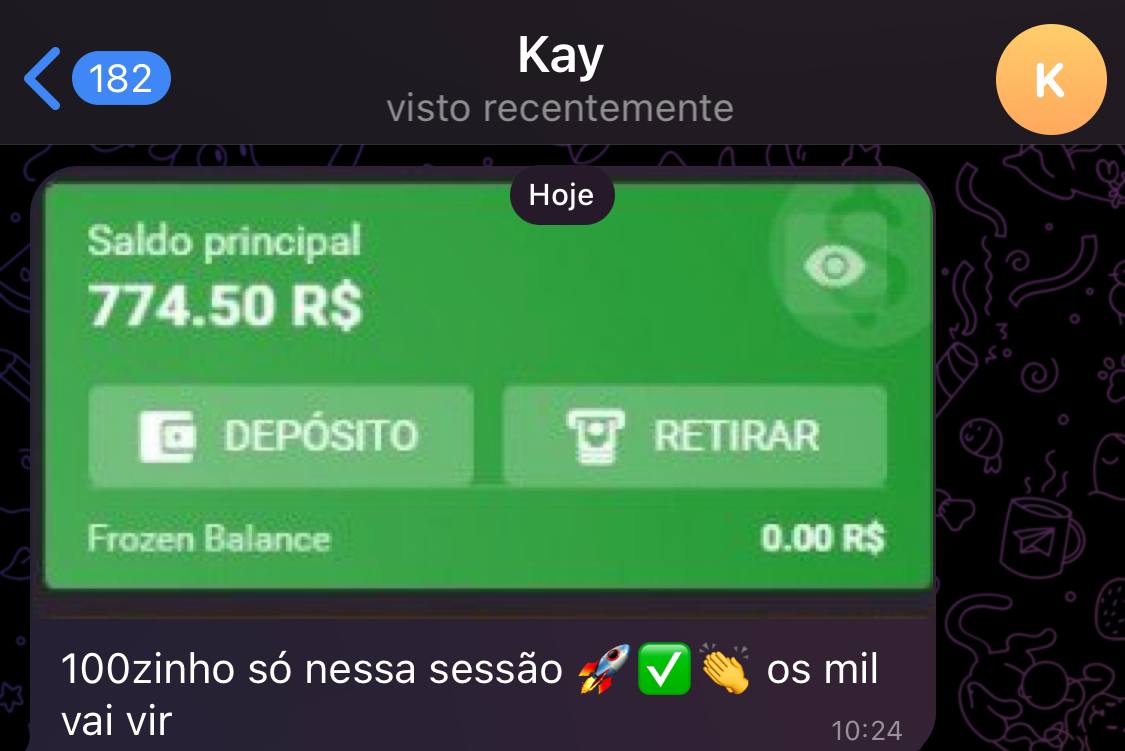 182
Kay
visto recentemente
K
Hoje
Saldo principal
774.50 R$
DEPÓSITO
RETIRAR
Frozen Balance
0.00 R$
100zinho só nessa sessão 🚀✅👏 os mil
vai vir
10:24